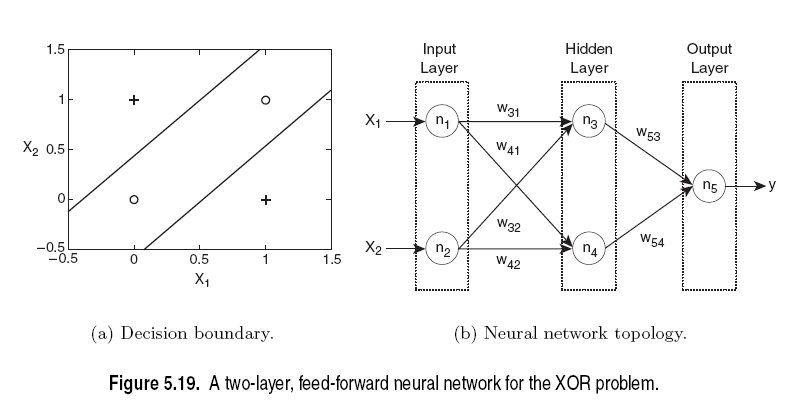 1.5
1
X2 0.5
0
−0.5
−0.5 0 0.5 1 1.5
X1
(a) Decision boundary.
Input Layer
Hidden Layer
Output Layer
X1 n1 w31 n3
w41
w53
n5 y
w32
X2 n2 w42 n4 w54
(b) Neural network topology.
Figure 5.19. A two-layer, feed-forward neural network for the XOR problem.